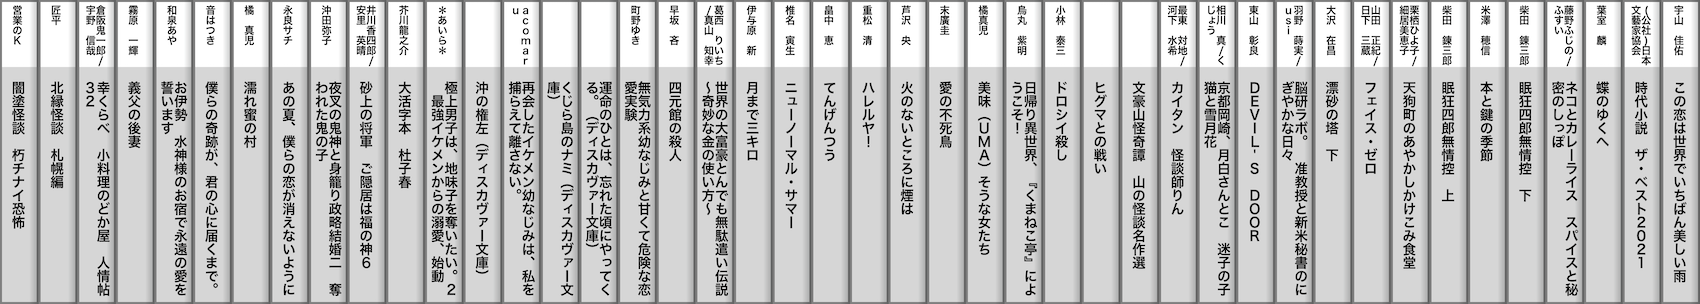 宇山 佳佑
この恋は世界でいちばん美しい雨
(公社)日本
文藝家協会
時代小説 ザ・ベスト2021
葉室 麟
蝶のゆくへ
藤野ふじの/
ふすい
ネコとカレーライス スパイスと秘
密のしっぽ
柴田 錬三郎
眠狂四郎無情控 下
米澤 穂信
本と鍵の季節
柴田 錬三郎
眠狂四郎無情控 上
栗栖ひよ子/
細居美恵子
天狗町のあやかしかけこみ食堂
山田 正紀/
日下 三蔵
フェイス・ゼロ
大沢 在昌
漂砂の塔 下
羽野 蒔実/
usi
脳研ラボ。 准教授と新米秘書のに
ぎやかな日々
東山 彰良
DEVIL'S DOOR
相川 真/く
じょう
京都岡崎、月白さんとこ 迷子の子
猫と雪月花
最東 対地/
河下 水希
カイタン 怪談師りん
文豪山怪奇譚 山の怪談名作選
ヒグマとの戦い
小林 泰三
ドロシイ殺し
烏丸 紫明
日帰り異世界、『くまねこ亭』によ
うこそ!
橘真児
美味(UMA)そうな女たち
末廣圭
愛の不死鳥
芦沢 央
火のないところに煙は
重松 清
ハレルヤ!
畠中 恵
てんげんつう
椎名 寅生
ニューノーマル・サマー
伊与原 新
月まで三キロ
葛西 りいち
/真山 知幸
世界の大富豪とんでも無駄遣い伝説
〜奇妙な金の使い方〜
早坂 吝
四元館の殺人
町野ゆき
無気力系幼なじみと甘くて危険な恋
愛実験
運命のひとは、忘れた頃にやってく
る。(ディスカヴァー文庫)
くじら島のナミ(ディスカヴァー文
庫)
acomar
u
再会したイケメン幼なじみは、私を
捕らえて離さない。
沖の権左(ディスカヴァー文庫)
*あいら*
極上男子は、地味子を奪いたい。2
 最強イケメンからの溺愛、始動
芥川龍之介
大活字本 杜子春
井川香四郎/
安里 英晴
砂上の将軍 ご隠居は福の神6
沖田弥子
夜叉の鬼神と身籠り政略結婚二 奪
われた鬼の子
永良サチ
あの夏、僕らの恋が消えないように
橘 真児
濡れ蜜の村
音はつき
僕らの奇跡が、君の心に届くまで。
和泉あや
お伊勢 水神様のお宿で永遠の愛を
誓います
霧原 一輝
義父の後妻
倉阪鬼一郎/
宇野 信哉
幸くらべ 小料理のどか屋 人情帖
32
匠平
北縁怪談 札幌編
営業のK
闇塗怪談 朽チナイ恐怖